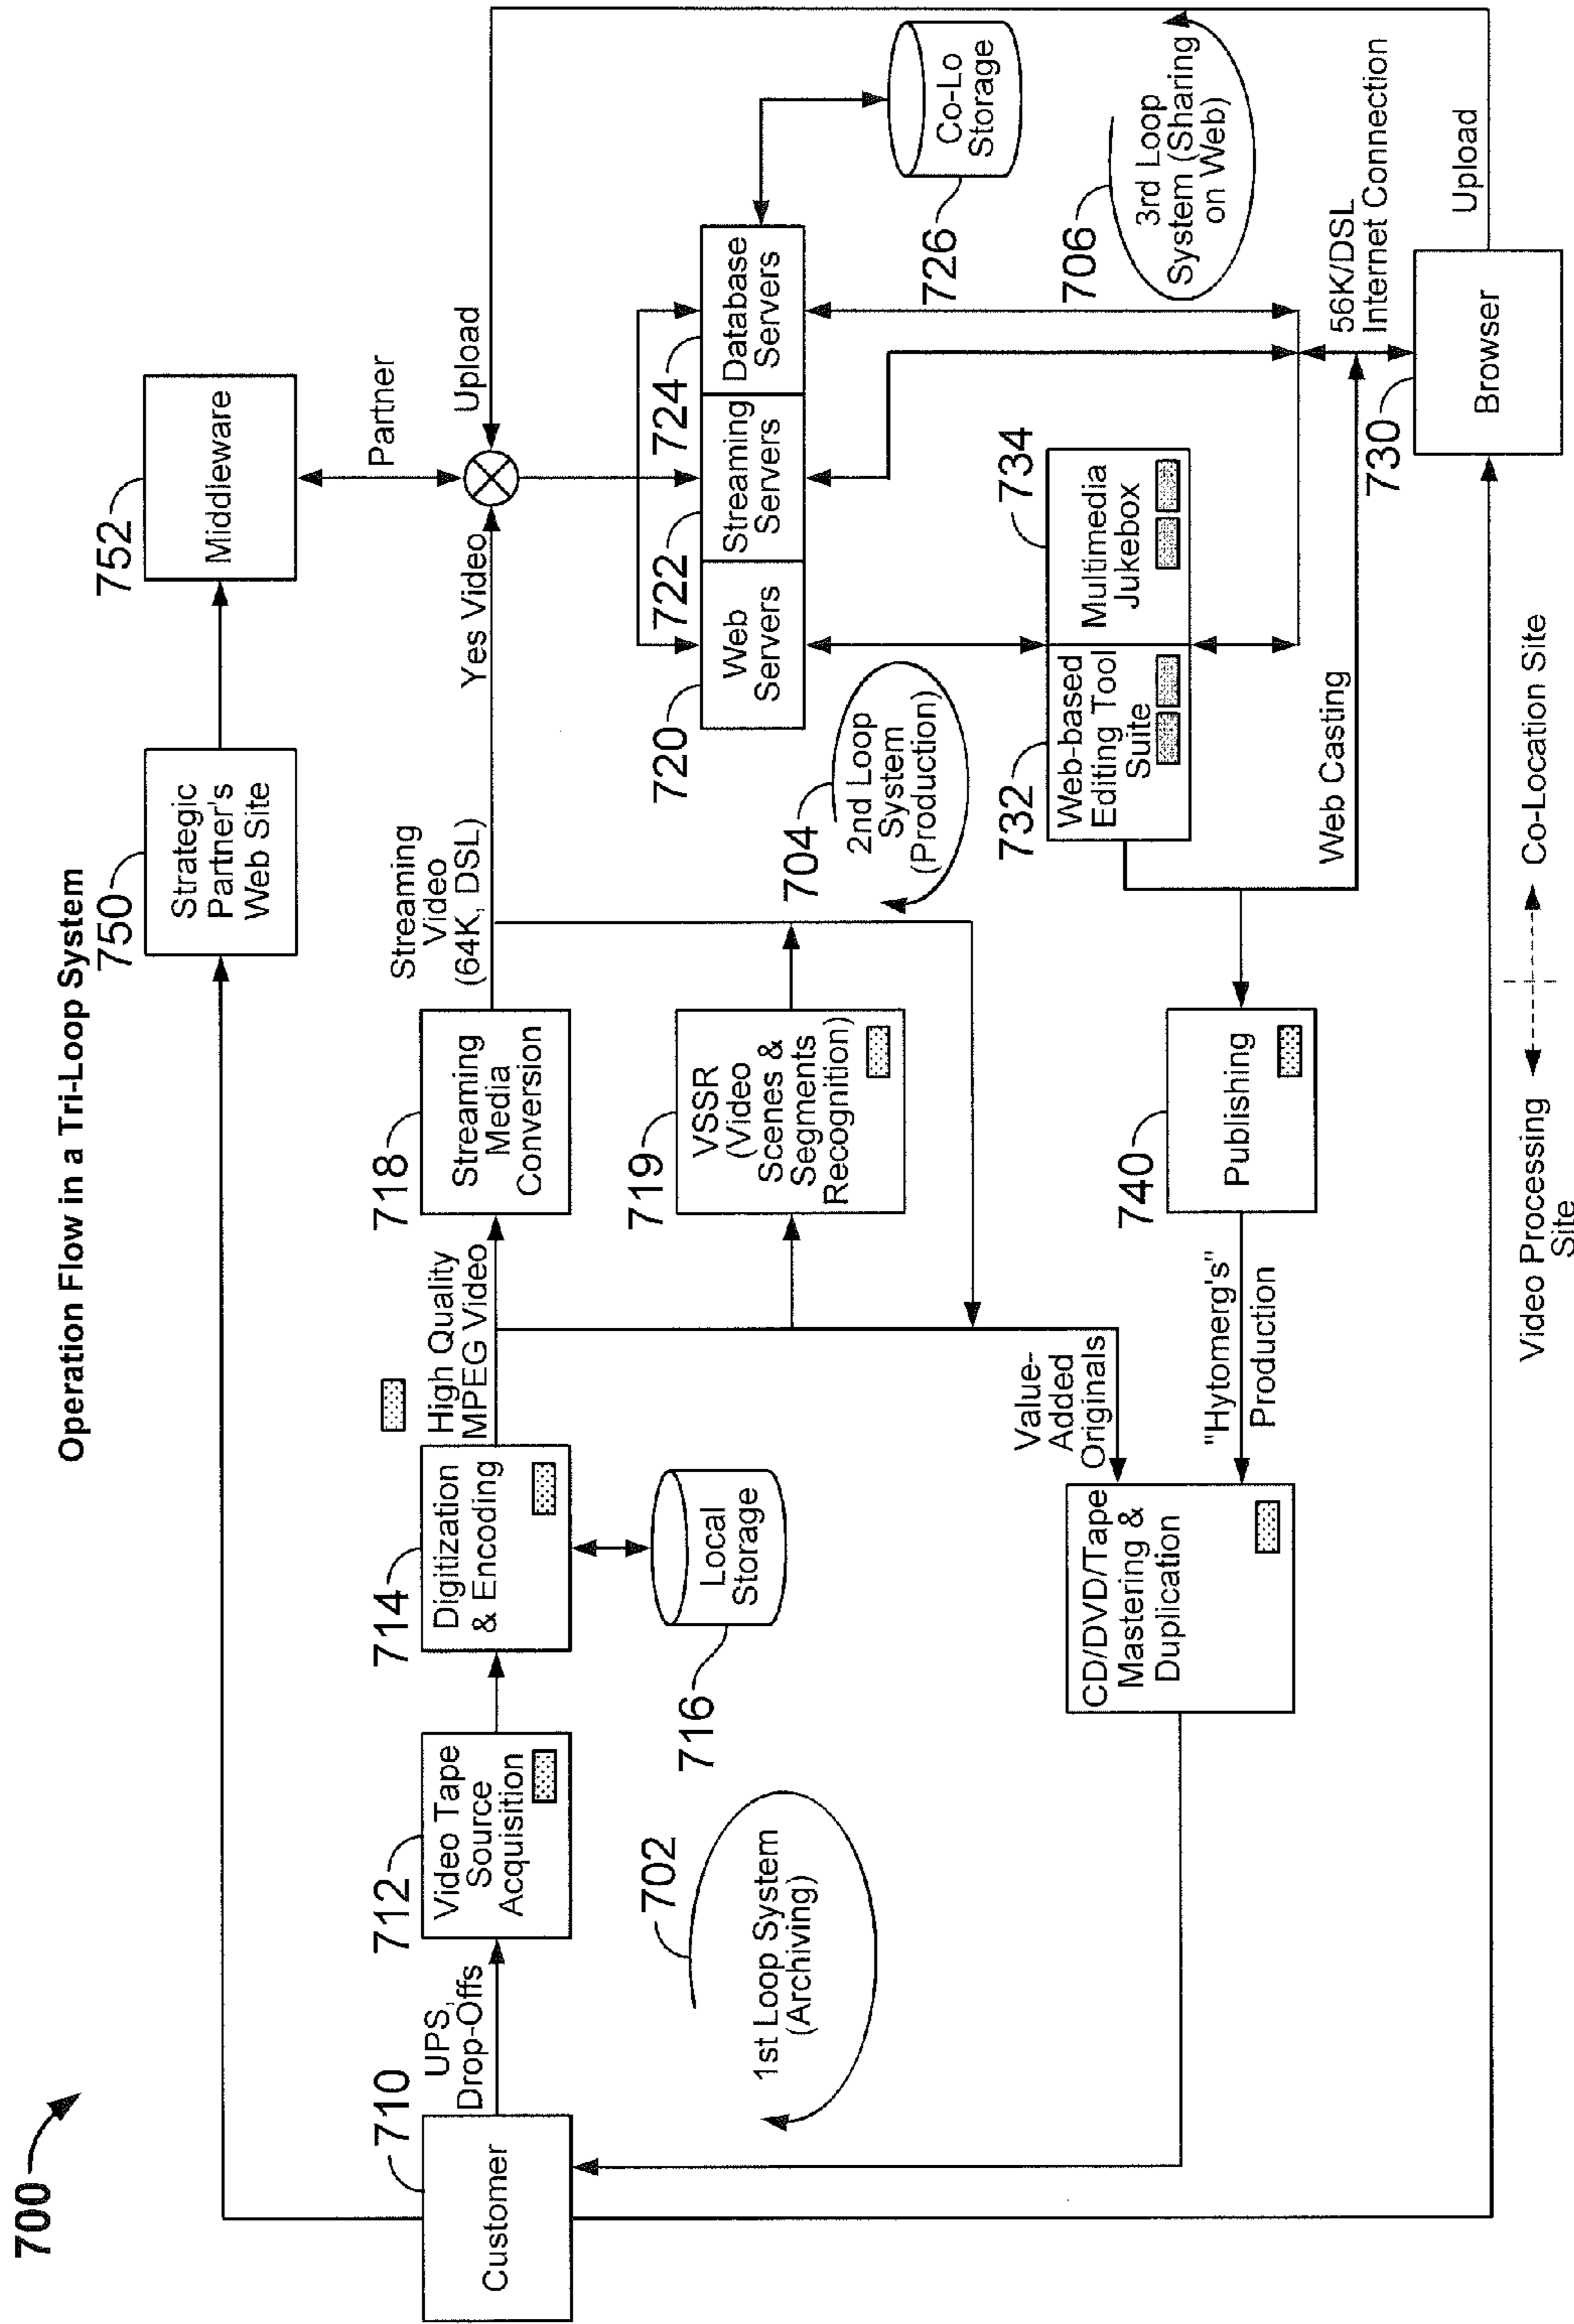 700
Operation Flow in a Tri-Loop System
750
Strategic
Partner's
Web Site
752
Middleware
Partner
710
Customer
UPS,
Drop-Offs
712
Video Tape
Source
Acquisition
714
Digitization
& Encoding
High Quality
MPEG Video
718
Streaming
Media
Conversion
Streaming
Video
(64K, DSL)
Yes Video
Upload
716
Local
Storage
719
VSSR
(Video
Scenes &
Segments
Recognition)
720
Web
Servers
722
Streaming
Servers
724
Database
Servers
726
Co-Lo
Storage
702
1st Loop System
(Archiving)
704
2nd Loop
System
(Production)
706
3rd Loop
System (Sharing
on Web)
732
Web-based
Editing Tool
Suite
734
Multimedia
Jukebox
Value-
Added
Originals
CD/DVD/Tape
Mastering &
Duplication
"Hytomerg's"
Production
740
Publishing
Web Casting
56K/DSL
Internet Connection
730
Browser
Upload
Video Processing
Site
Co-Location Site